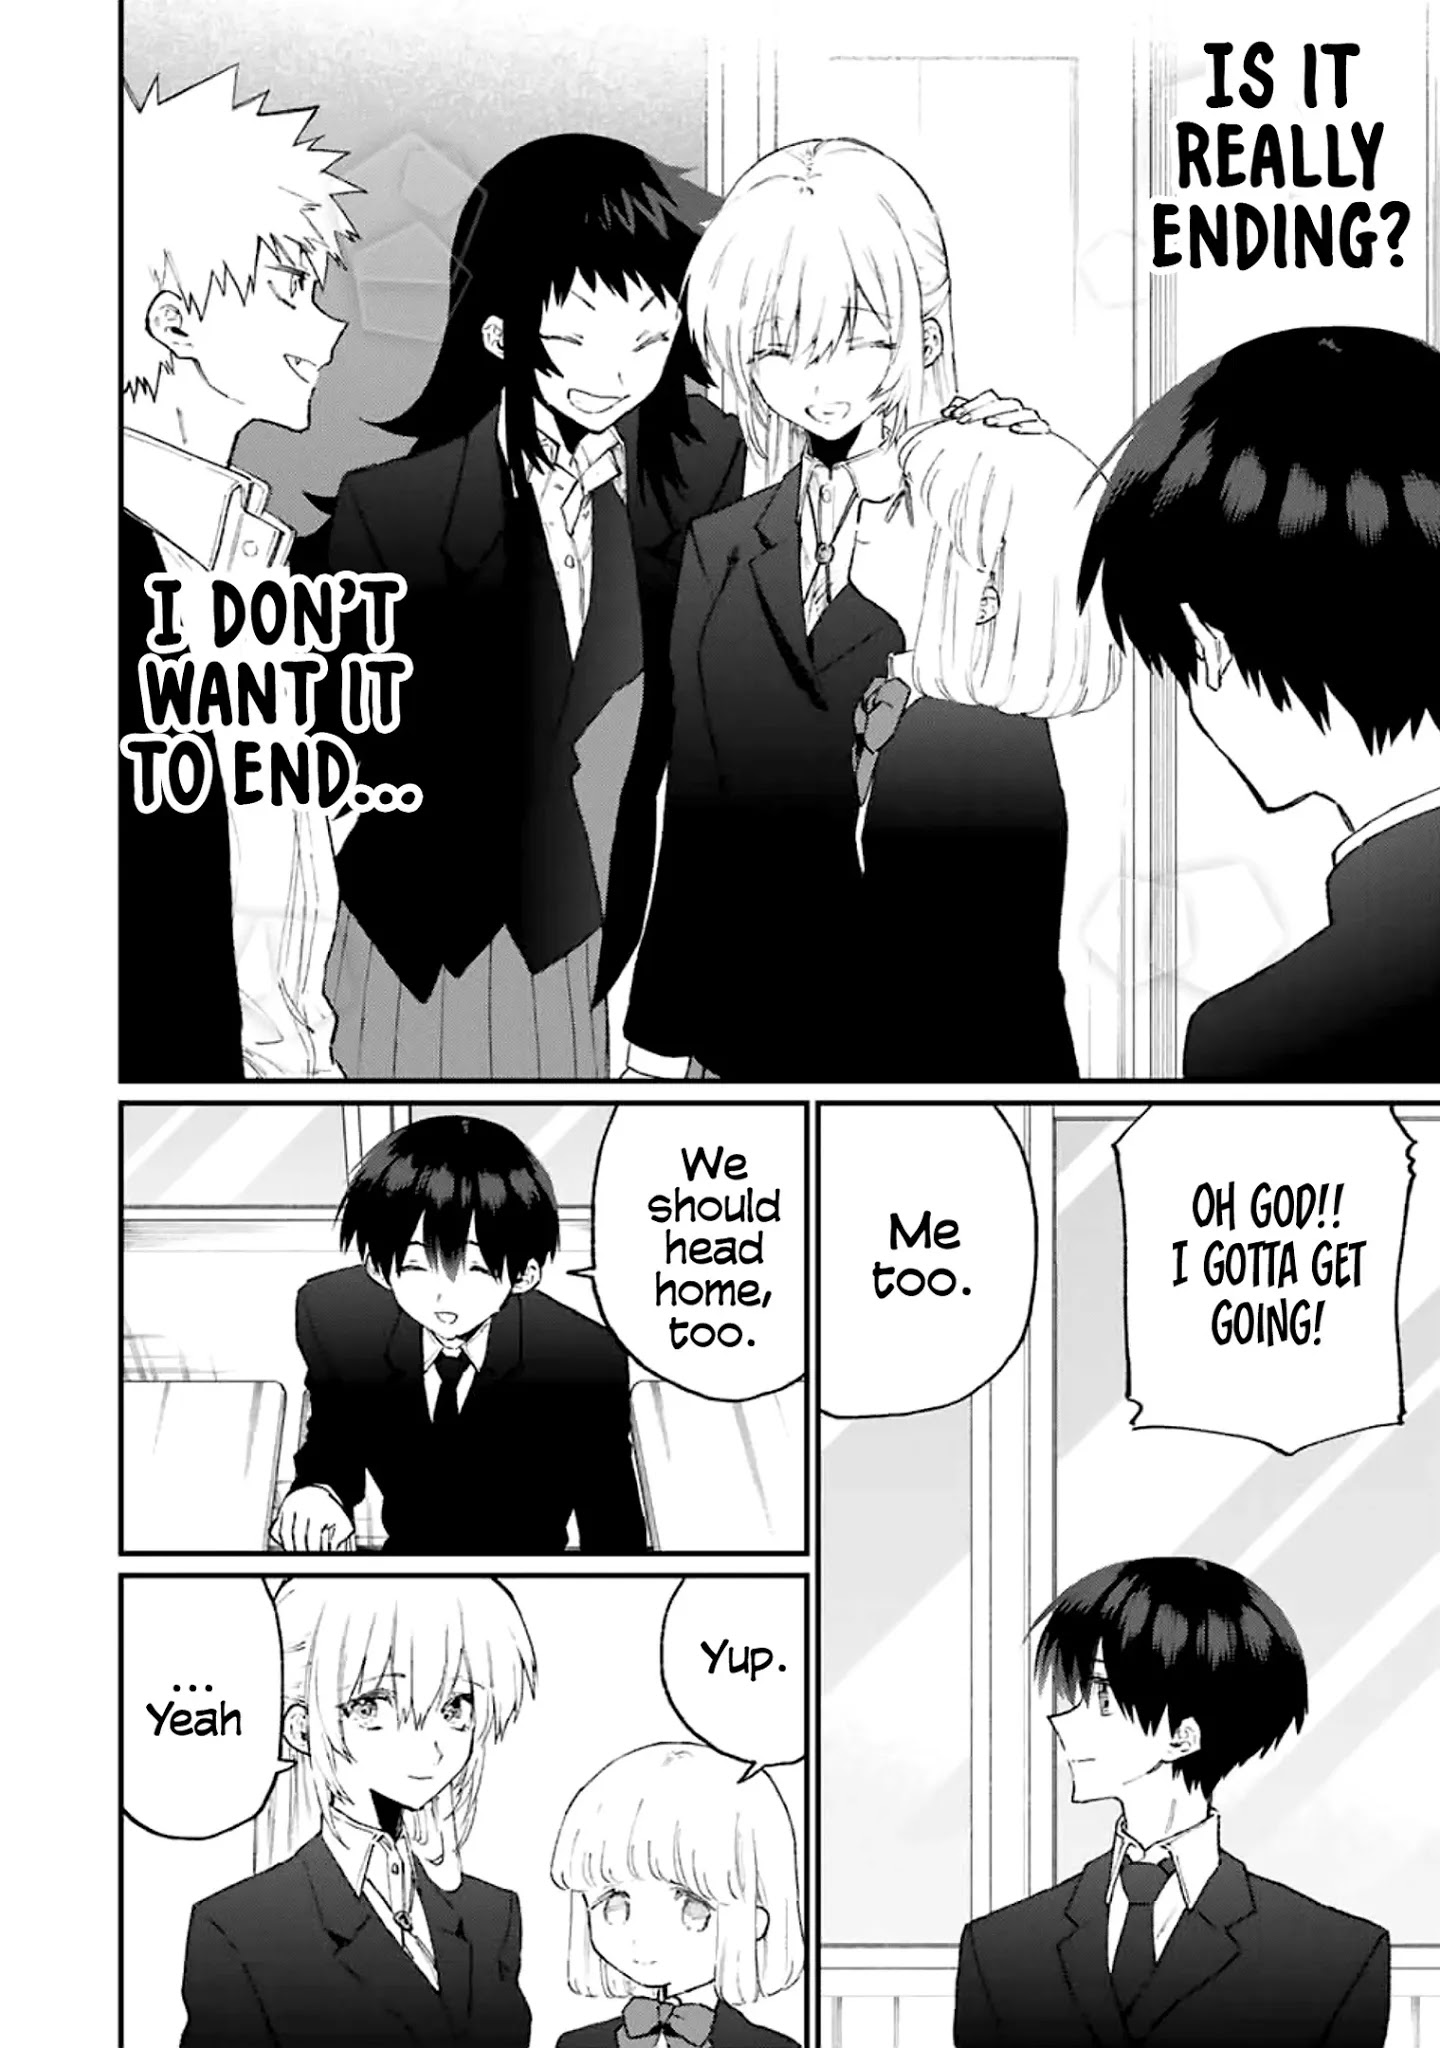 IS IT
REALLY
ENDING?
I DON'T
WANT IT
TO END...
OH GOD!!
I GOTTA GET
GOING!
Me
too.
We
should
head
home,
too.
Yup.
...
Yeah